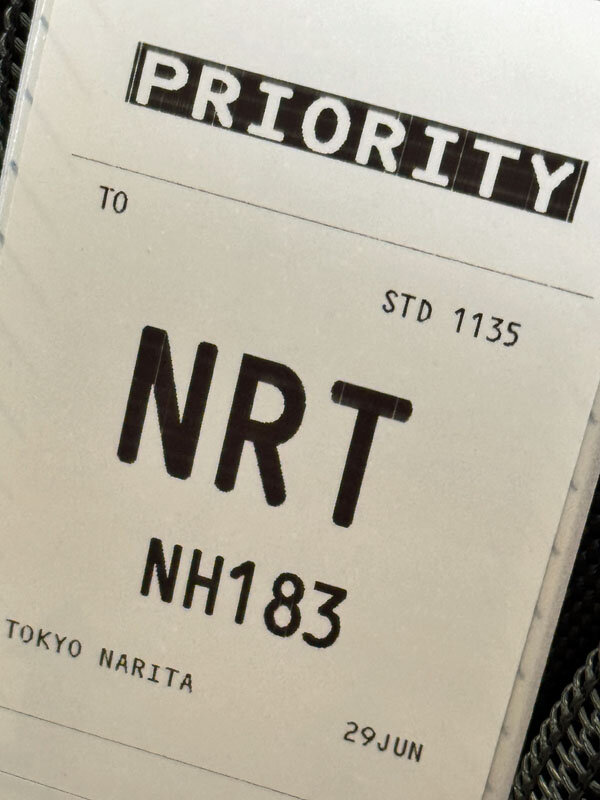 PRIORITY
TO
STD 1135
NRT
NH183
TOKYO NARITA
29JUN